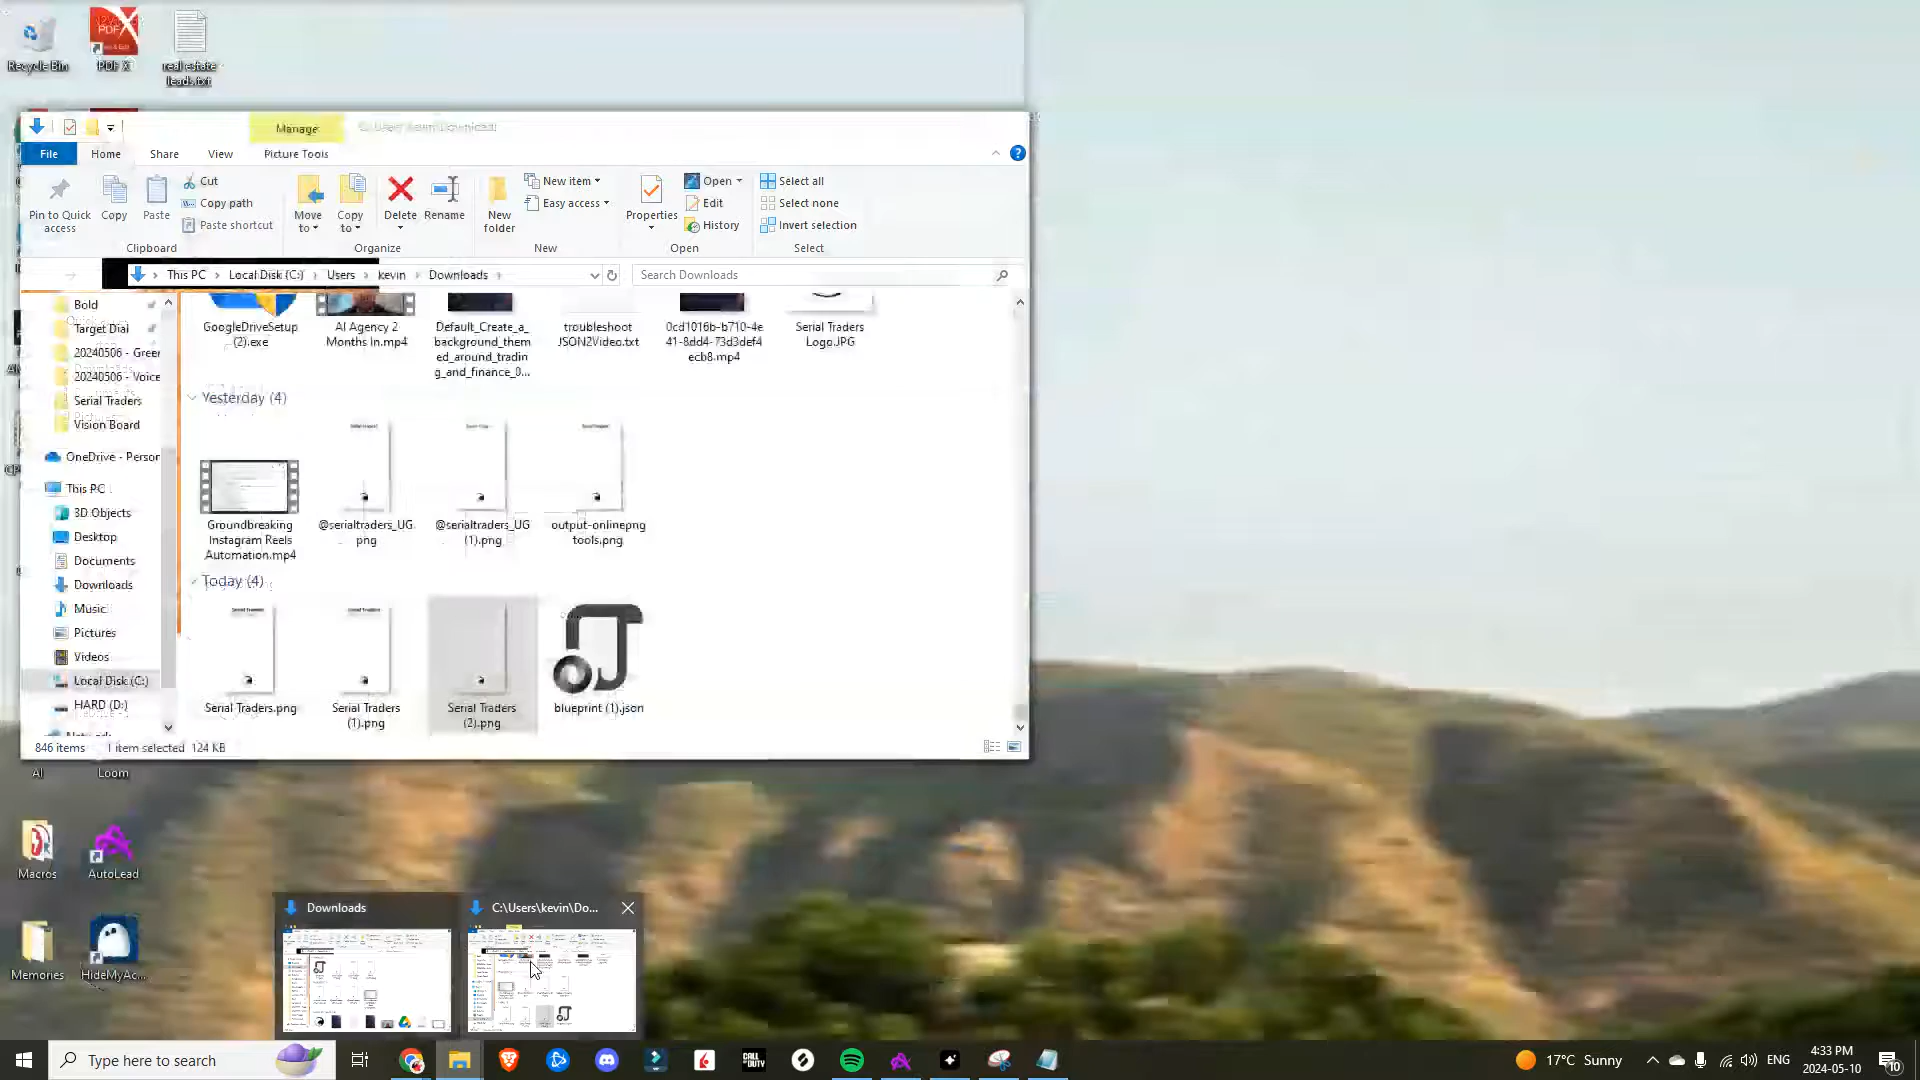 Recycle Bin
PDF X
real estate
leads.txt
Manage
File
Home
Share
View
Picture Tools
Pin to Quick
access
Copy
Paste
Cut
Copy path
Paste shortcut
Clipboard
Move
to
Copy
to
Delete
Rename
Organize
New
folder
New item
Easy access
New
Properties
Open
Edit
History
Open
Select all
Select none
Invert selection
Select
This PC
Local Disk (C:)
Users
kevin
Downloads
Search Downloads
Bold
Target Dial
20240506 - Greer
20240506 - Voice
Serial Traders
Vision Board
OneDrive - Person
This PC
3D Objects
Desktop
Documents
Downloads
Music
Pictures
Videos
Local Disk (C:)
HARD (D:)
GoogleDriveSetup
(2).exe
AI Agency 2
Months In.mp4
Default_Create_a_
background_them
ed_around_tradin
g_and_finance_0...
troubleshoot
JSON2Video.txt
0cd1016b-b710-4e
41-8dd4-73d3def4
ecb8.mp4
Serial Traders
Logo.JPG
Yesterday (4)
Groundbreaking
Instagram Reels
Automation.mp4
@serialtraders_UG.
png
@serialtraders_UG
(1).png
output-onlinepng
tools.png
Today (4)
Serial Traders.png
Serial Traders
(1).png
Serial Traders
(2).png
blueprint (1).json
846 items
1 item selected 124 KB
AI
Loom
Macros
AutoLead
Memories
HideMyAc...
Downloads
C:\Users\kevin\Do...
Type here to search
CALL OF
DUTY
17°C Sunny
ENG
4:33 PM
2024-05-10
10